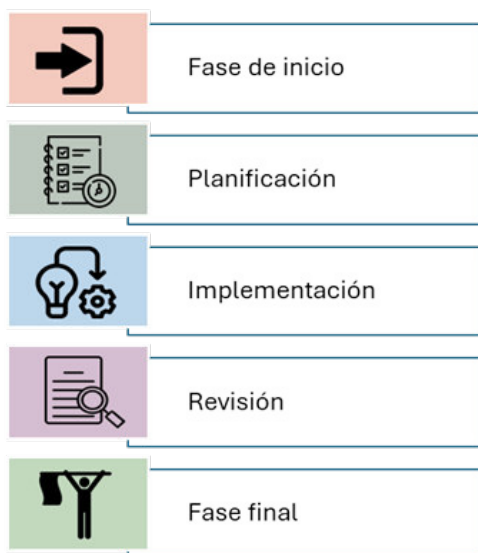 Fase de inicio
Planificación
Implementación
Revisión
Fase final